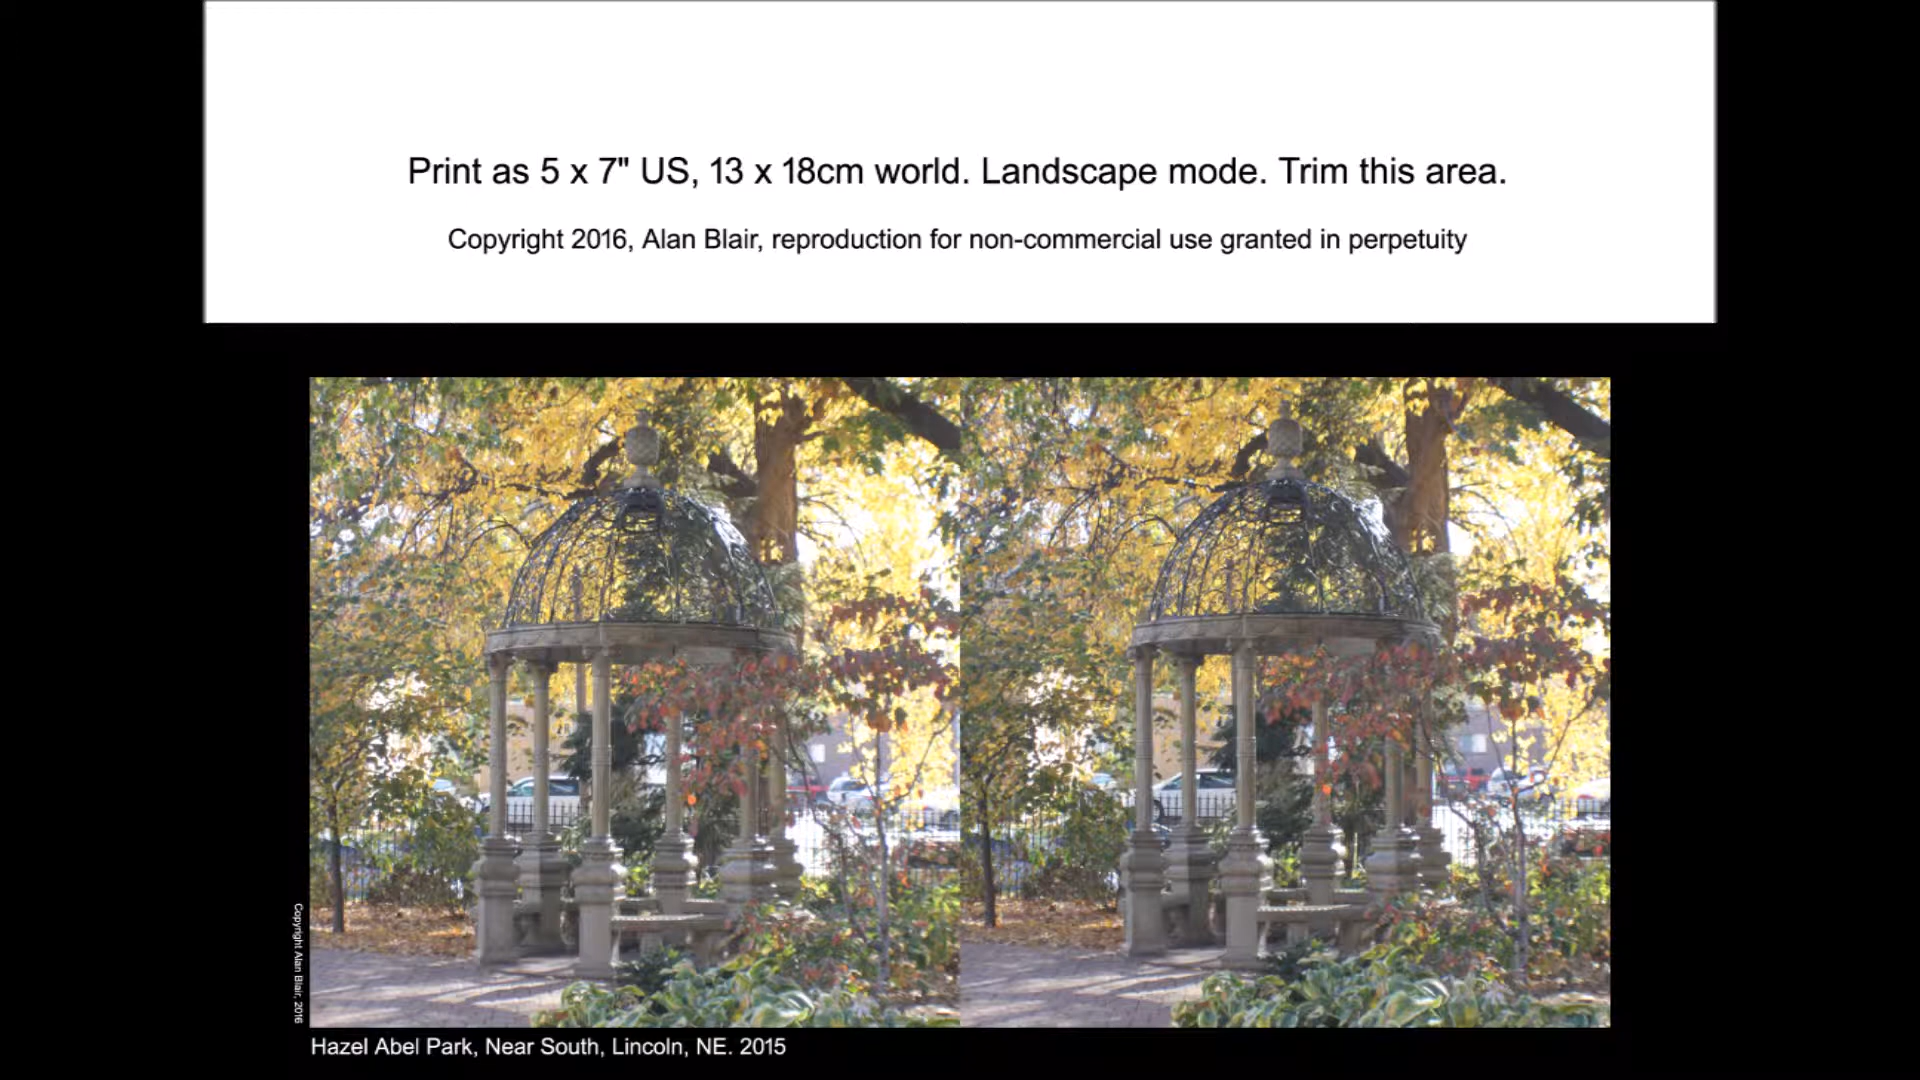 Print as 5 x 7" US, 13 x 18cm world. Landscape mode. Trim this area.
Copyright 2016, Alan Blair, reproduction for non-commercial use granted in perpetuity
Copyright Alan Blair, 2016
Hazel Abel Park, Near South, Lincoln, NE. 2015